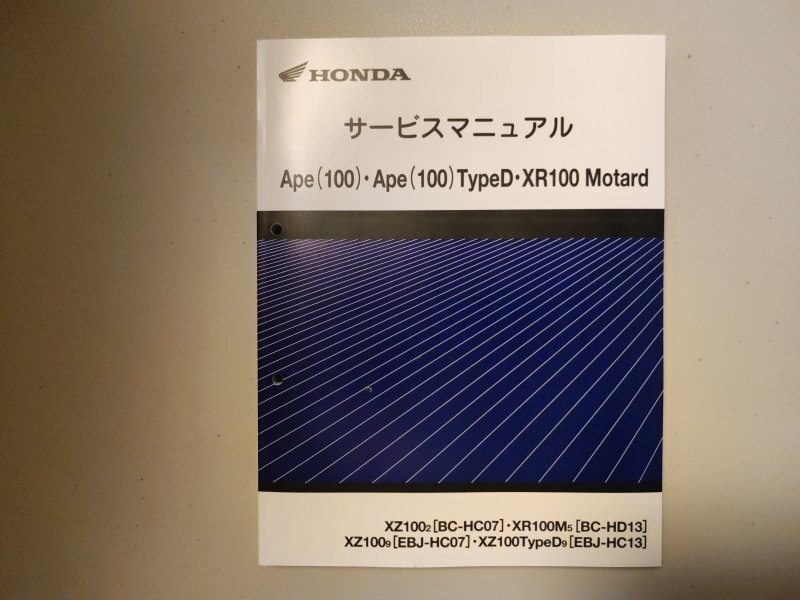 HONDA
サービスマニュアル
Ape(100)・Ape(100)TypeD・XR100 Motard
XZ100₂[BC-HC07]・XR100M₅[BC-HD13]
XZ100₉[EBJ-HC07]・XZ100TypeD₉[EBJ-HC13]